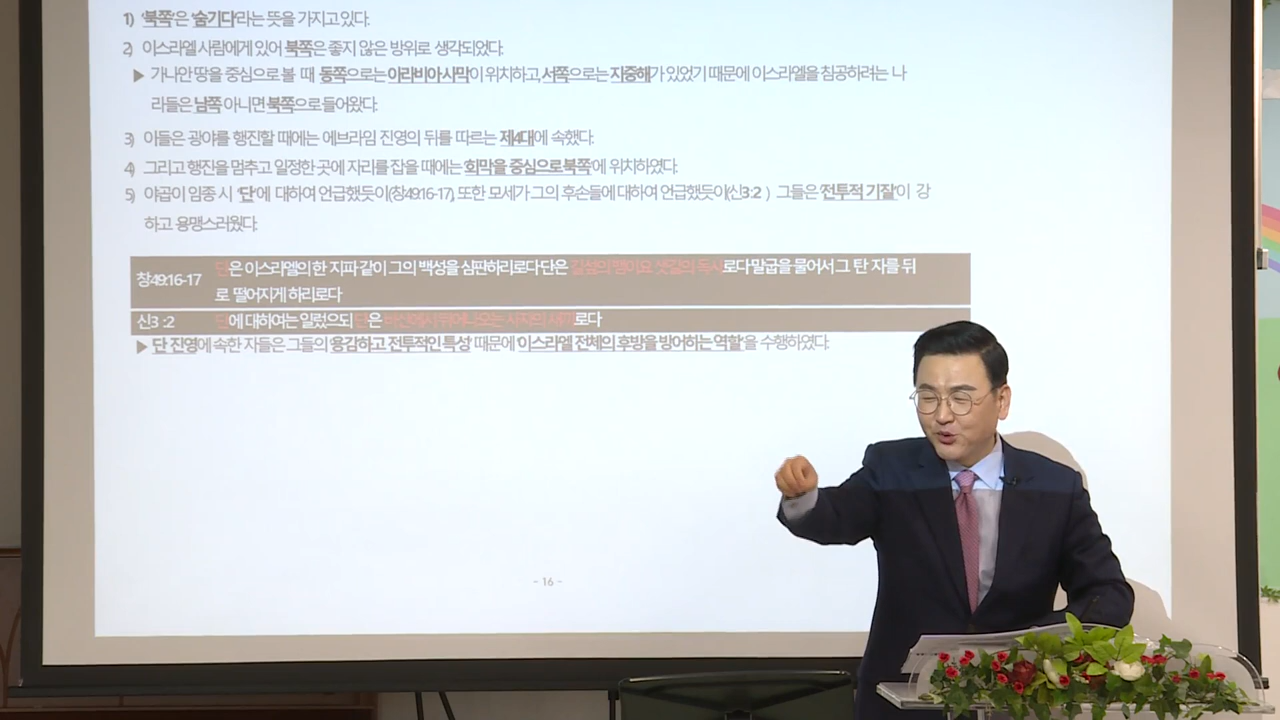 1) '북쪽'은 '숨기다'라는 뜻을 가지고 있다.
2) 이스라엘 사람에게 있어 북쪽은 좋지 않은 방위로 생각되었다.
▶ 가나안 땅을 중심으로 볼 때 동쪽으로는 아라비아 사막이 위치하고, 서쪽으로는 지중해가 있었기 때문에 이스라엘을 침공하려는 나
라들은 남쪽 아니면 북쪽으로 들어왔다.
3) 이들은 광야를 행진할 때에는 에브라임 진영의 뒤를 따르는 제4대에 속했다.
4) 그리고 행진을 멈추고 일정한 곳에 자리를 잡을 때에는 '회막을 중심으로 북쪽'에 위치하였다.
5) 야곱이 임종 시 '단'에 대하여 언급했듯이(창49:16-17), 또한 모세가 그의 후손들에 대하여 언급했듯이(신3:2 ) 그들은 '전투적 기질'이 강
하고 용맹스러웠다.
창49:16-17 단은 이스라엘의 한 지파 같이 그의 백성을 심판하리로다 단은 길섶의 뱀이요 샛길의 독사로다 말굽을 물어서 그 탄 자를 뒤
로 떨어지게 하리로다
신3 :2 단에 대하여는 일렀으되 단은 바산에서 뛰어나오는 사자의 새끼로다
▶ 단 진영에 속한 자들은 그들의 '용감하고 전투적인 특성' 때문에 '이스라엘 전체의 후방을 방어하는 역할'을 수행하였다.
- 16 -